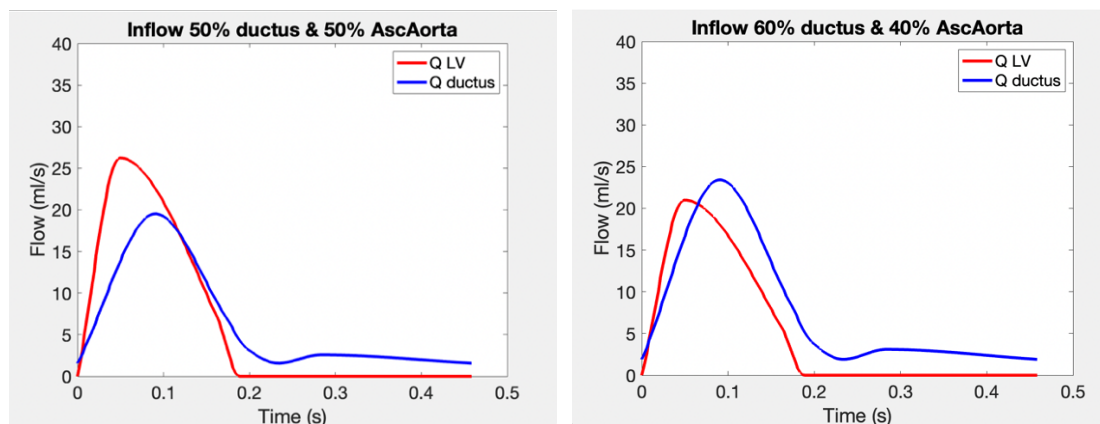 Inflow 50% ductus & 50% AscAorta
40
35
30
25
20
15
10
5
0
Flow (ml/s)
Q LV
Q ductus
0 0.1 0.2 0.3 0.4 0.5
Time (s)
Inflow 60% ductus & 40% AscAorta
40
35
30
25
20
15
10
5
0
Flow (ml/s)
Q LV
Q ductus
0 0.1 0.2 0.3 0.4 0.5
Time (s)